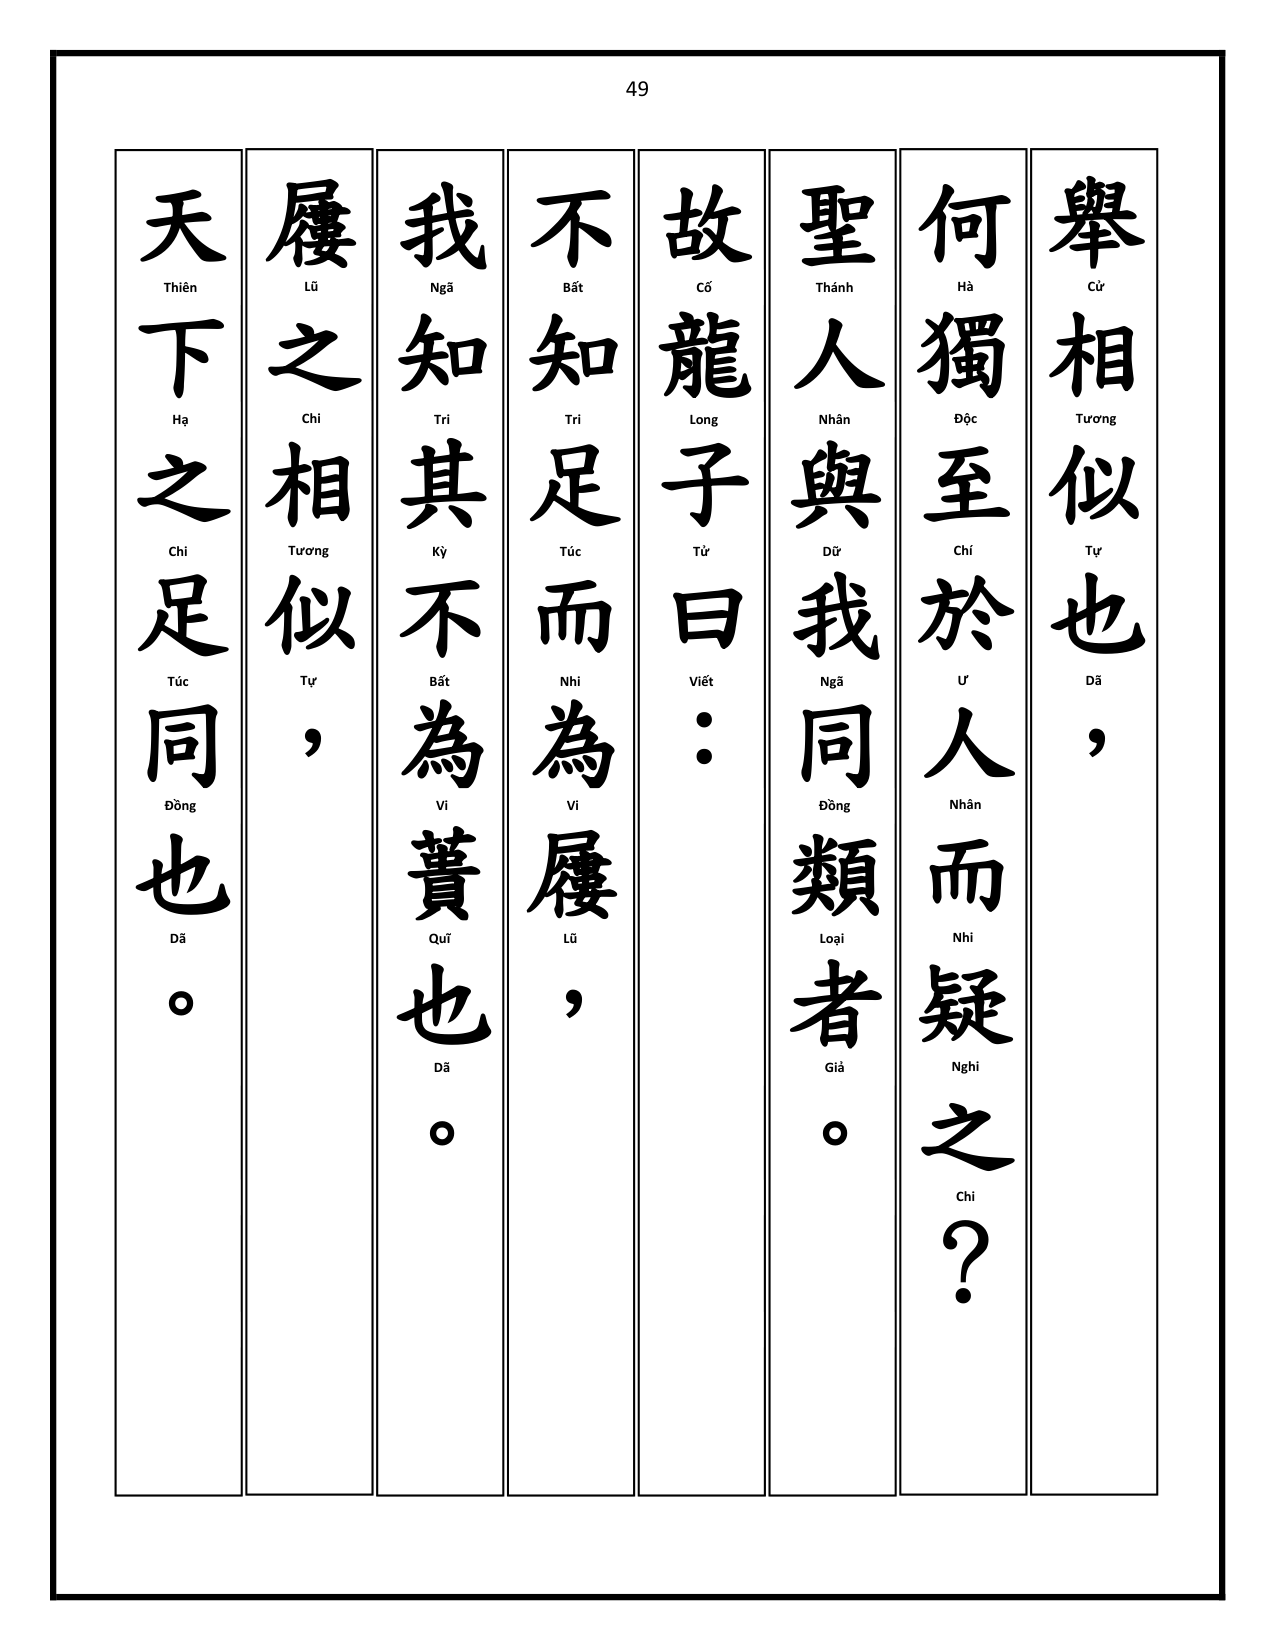 49
舉相似也，
Cử Tương Tự Dã
何獨至於人而疑之？
Hà Độc Chí Ư Nhân Nhi Nghi Chi
聖人與我同類者。
Thánh Nhân Dữ Ngã Đồng Loại Giả
故龍子曰：
Cố Long Tử Viết
不知足而為屨，
Bất Tri Túc Nhi Vi Lũ
我知其不為蕢也。
Ngã Tri Kỳ Bất Vi Quĩ Dã
屨之相似，
Lũ Chi Tương Tự
天下之足同也。
Thiên Hạ Chi Túc Đồng Dã